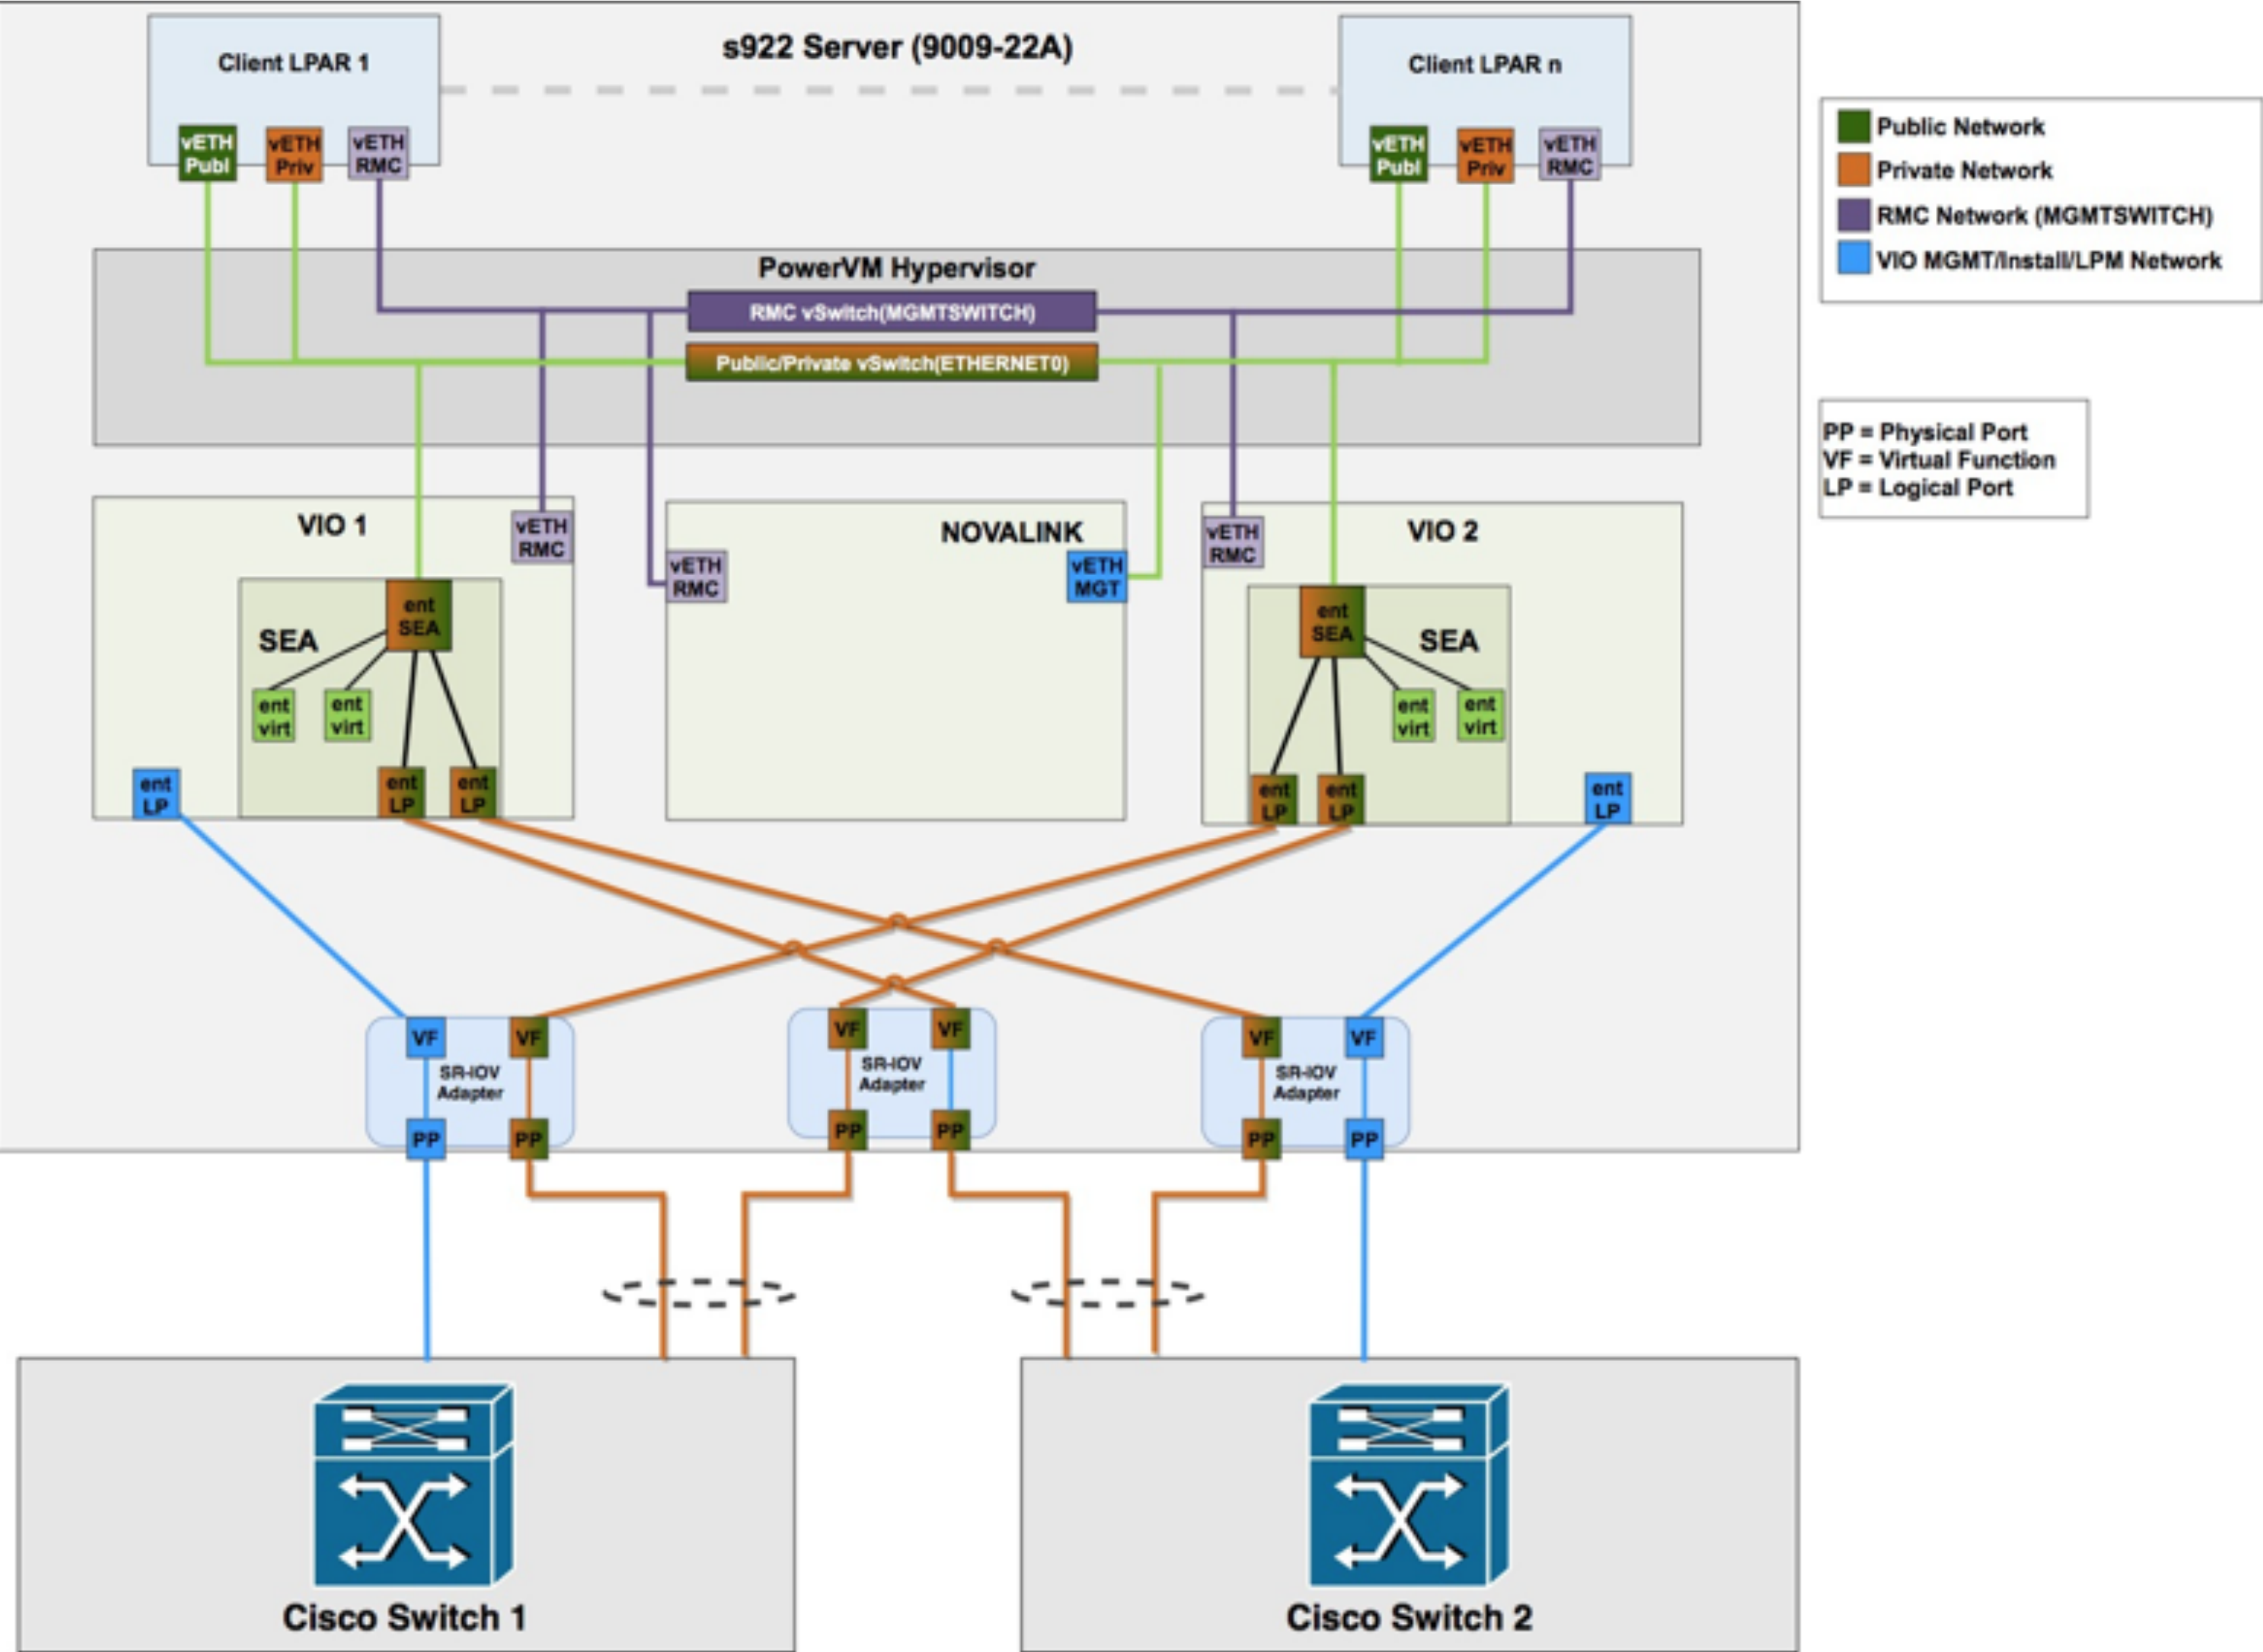 s922 Server (9009-22A)
Client LPAR 1
vETH
Publ
vETH
Priv
vETH
RMC
Client LPAR n
vETH
Publ
vETH
Priv
vETH
RMC
Public Network
Private Network
RMC Network (MGMTSWITCH)
VIO MGMT/Install/LPM Network
PowerVM Hypervisor
RMC vSwitch(MGMTSWITCH)
Public/Private vSwitch(ETHERNET0)
PP = Physical Port
VF = Virtual Function
LP = Logical Port
VIO 1
vETH
RMC
ent
SEA
SEA
ent
virt
ent
virt
ent
LP
ent
LP
ent
LP
NOVALINK
vETH
RMC
vETH
MGT
VIO 2
vETH
RMC
ent
SEA
SEA
ent
virt
ent
virt
ent
LP
ent
LP
ent
LP
VF
VF
SR-IOV
Adapter
PP
PP
VF
VF
SR-IOV
Adapter
PP
PP
VF
VF
SR-IOV
Adapter
PP
PP
Cisco Switch 1
Cisco Switch 2